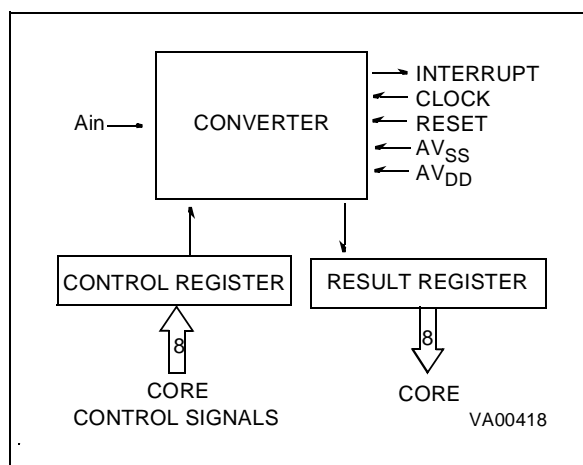 INTERRUPT
CLOCK
Ain
CONVERTER
RESET
AVSS
AVDD
CONTROL REGISTER
RESULT REGISTER
8
8
CORE
CONTROL SIGNALS
CORE
VA00418